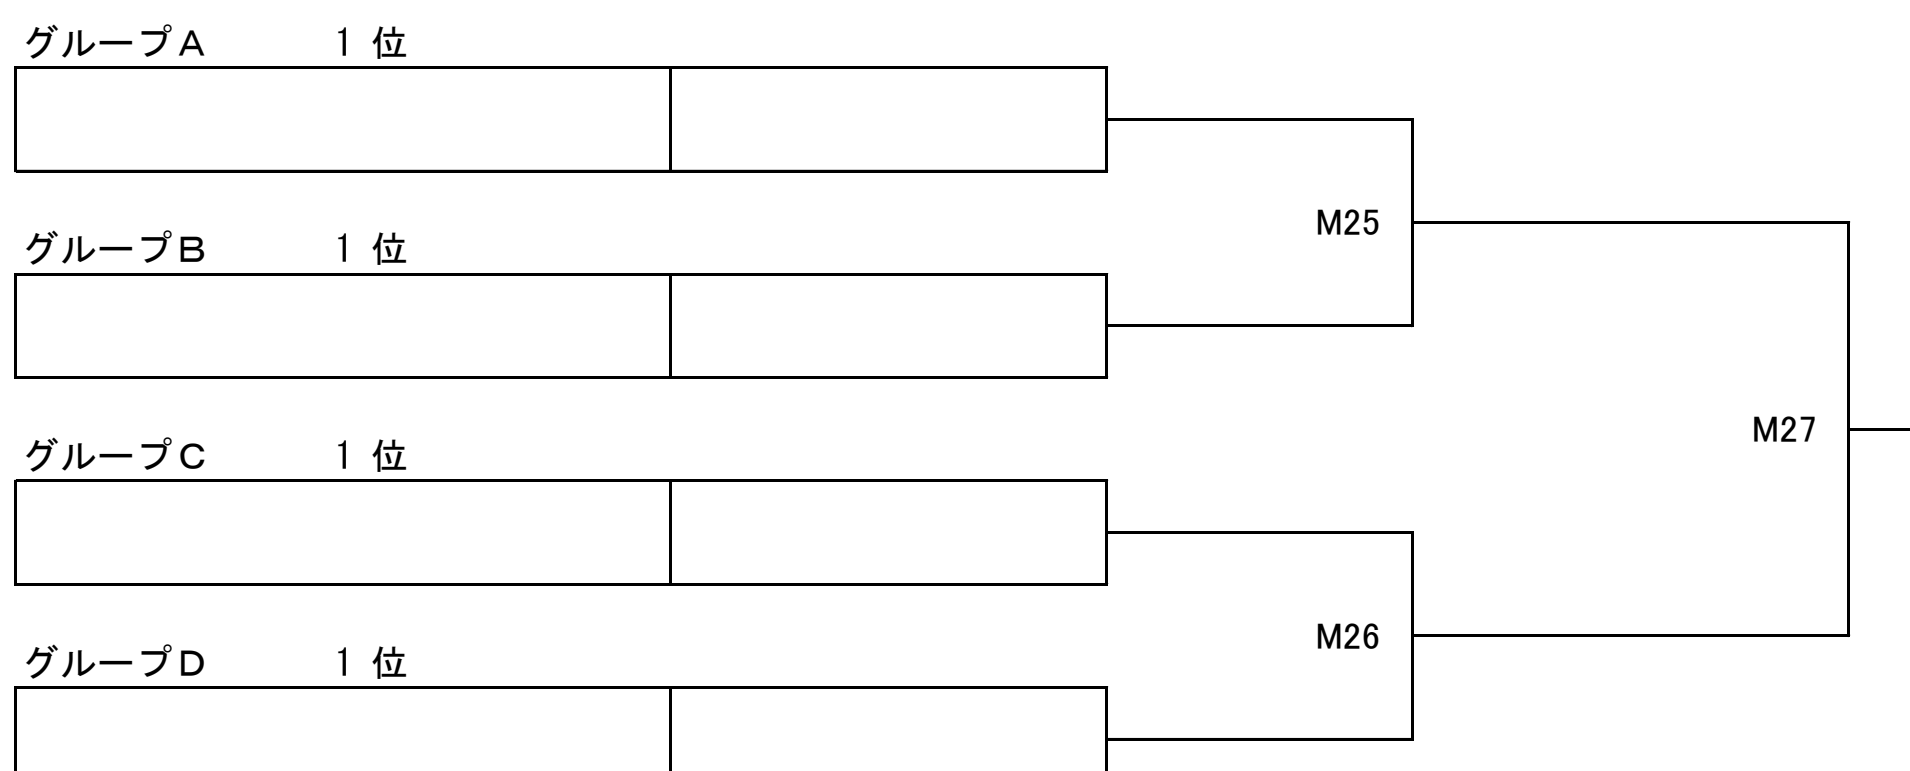 グループA 1 位
M25
グループB 1 位
M27
グループC 1 位
M26
グループD 1 位